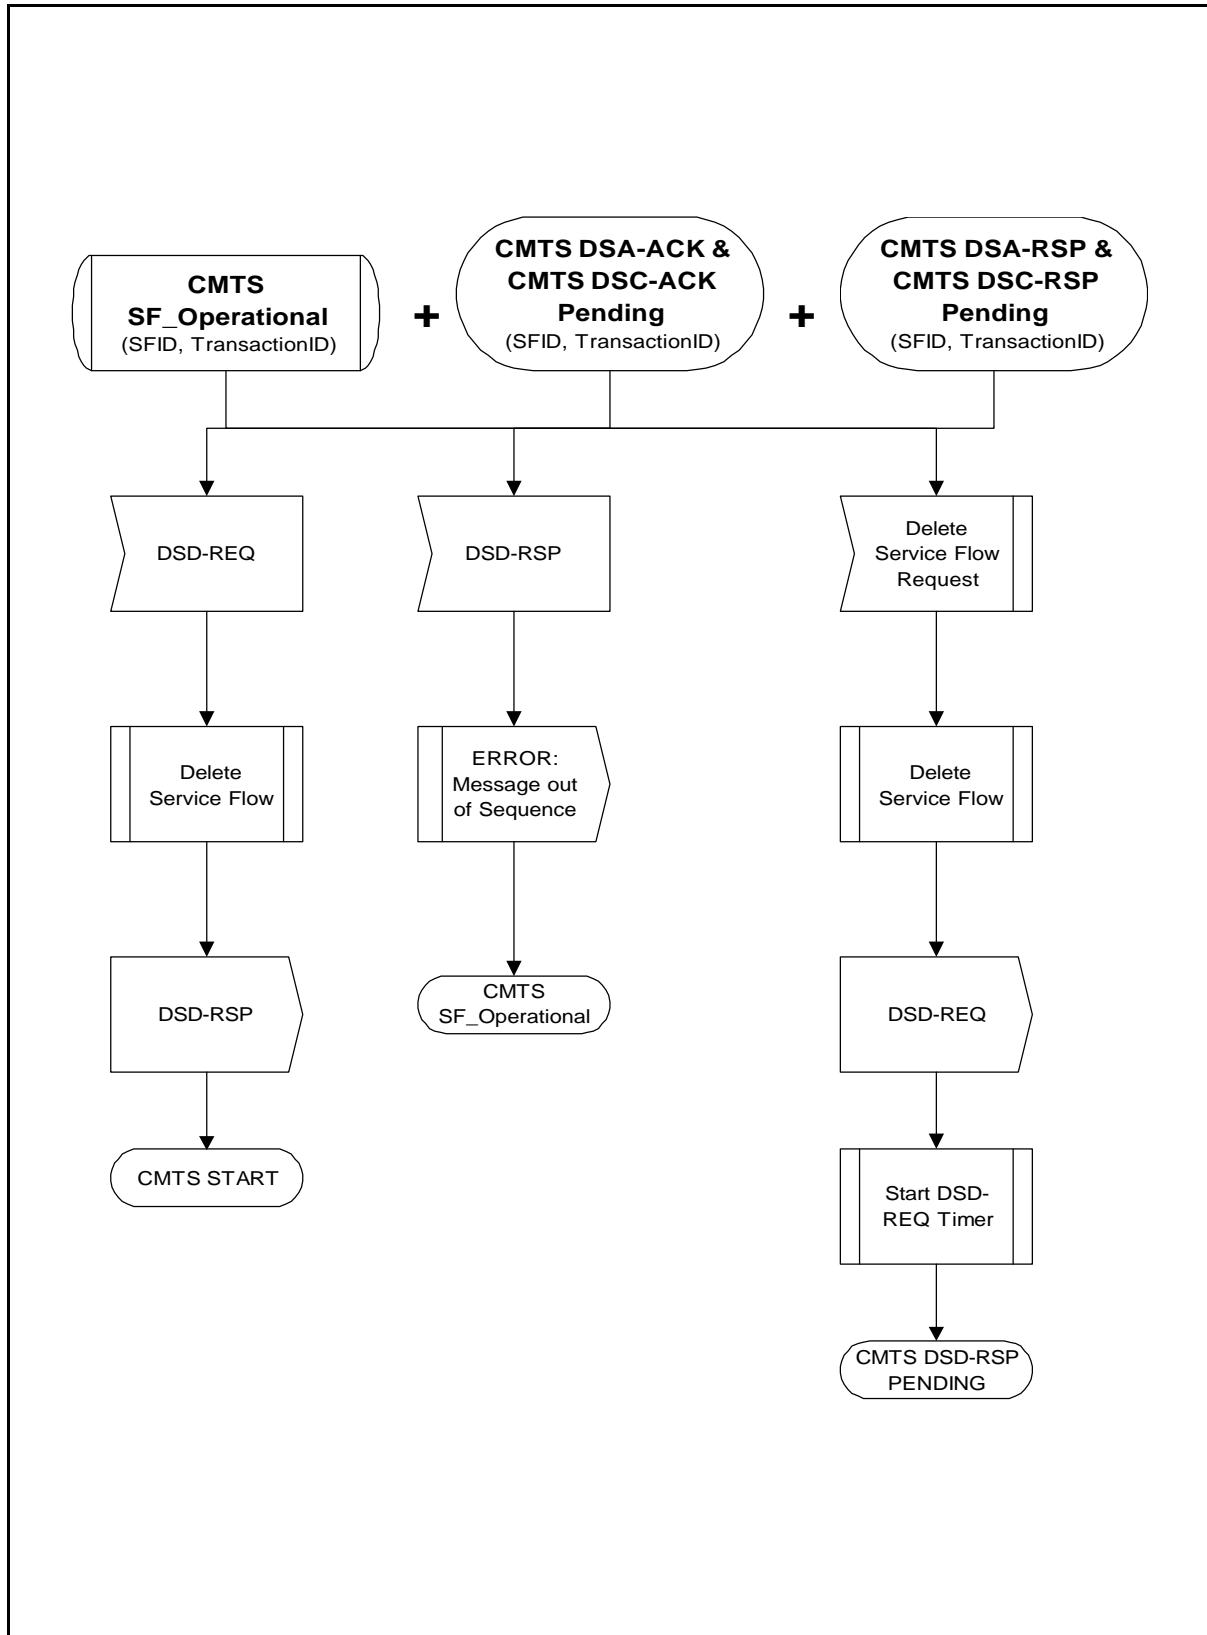 CMTS
SF_Operational
(SFID, TransactionID)
+
CMTS DSA-ACK &
CMTS DSC-ACK
Pending
(SFID, TransactionID)
+
CMTS DSA-RSP &
CMTS DSC-RSP
Pending
(SFID, TransactionID)
DSD-REQ
DSD-RSP
Delete
Service Flow
Request
Delete
Service Flow
ERROR:
Message out
of Sequence
Delete
Service Flow
DSD-RSP
CMTS
SF_Operational
DSD-REQ
CMTS START
Start DSD-
REQ Timer
CMTS DSD-RSP
PENDING